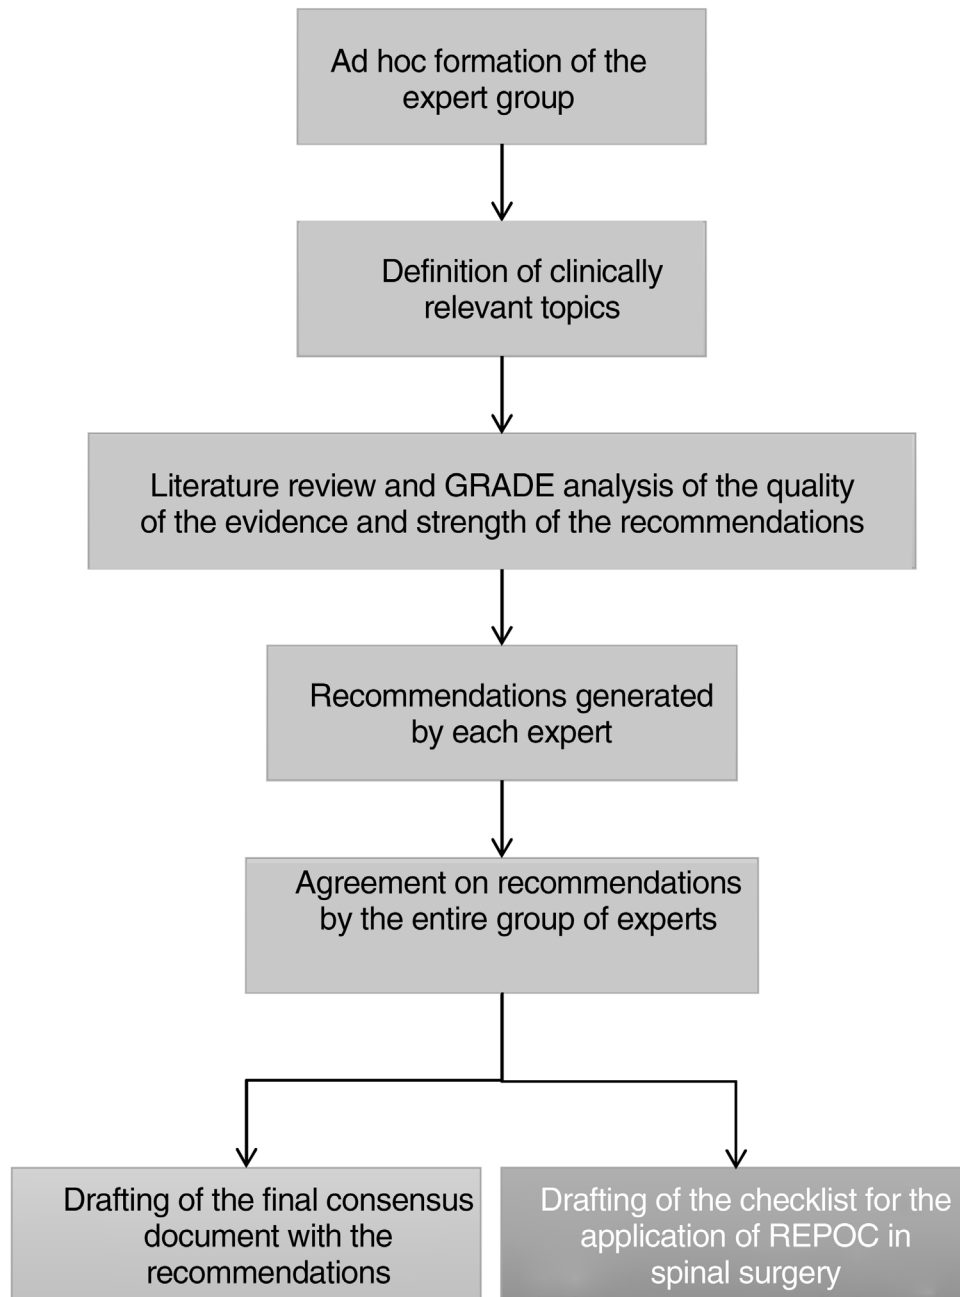 Ad hoc formation of the
expert group
Definition of clinically
relevant topics
Literature review and GRADE analysis of the quality
of the evidence and strength of the recommendations
Recommendations generated
by each expert
Agreement on recommendations
by the entire group of experts
Drafting of the final consensus
document with the
recommendations
Drafting of the checklist for the
application of REPOC in
spinal surgery